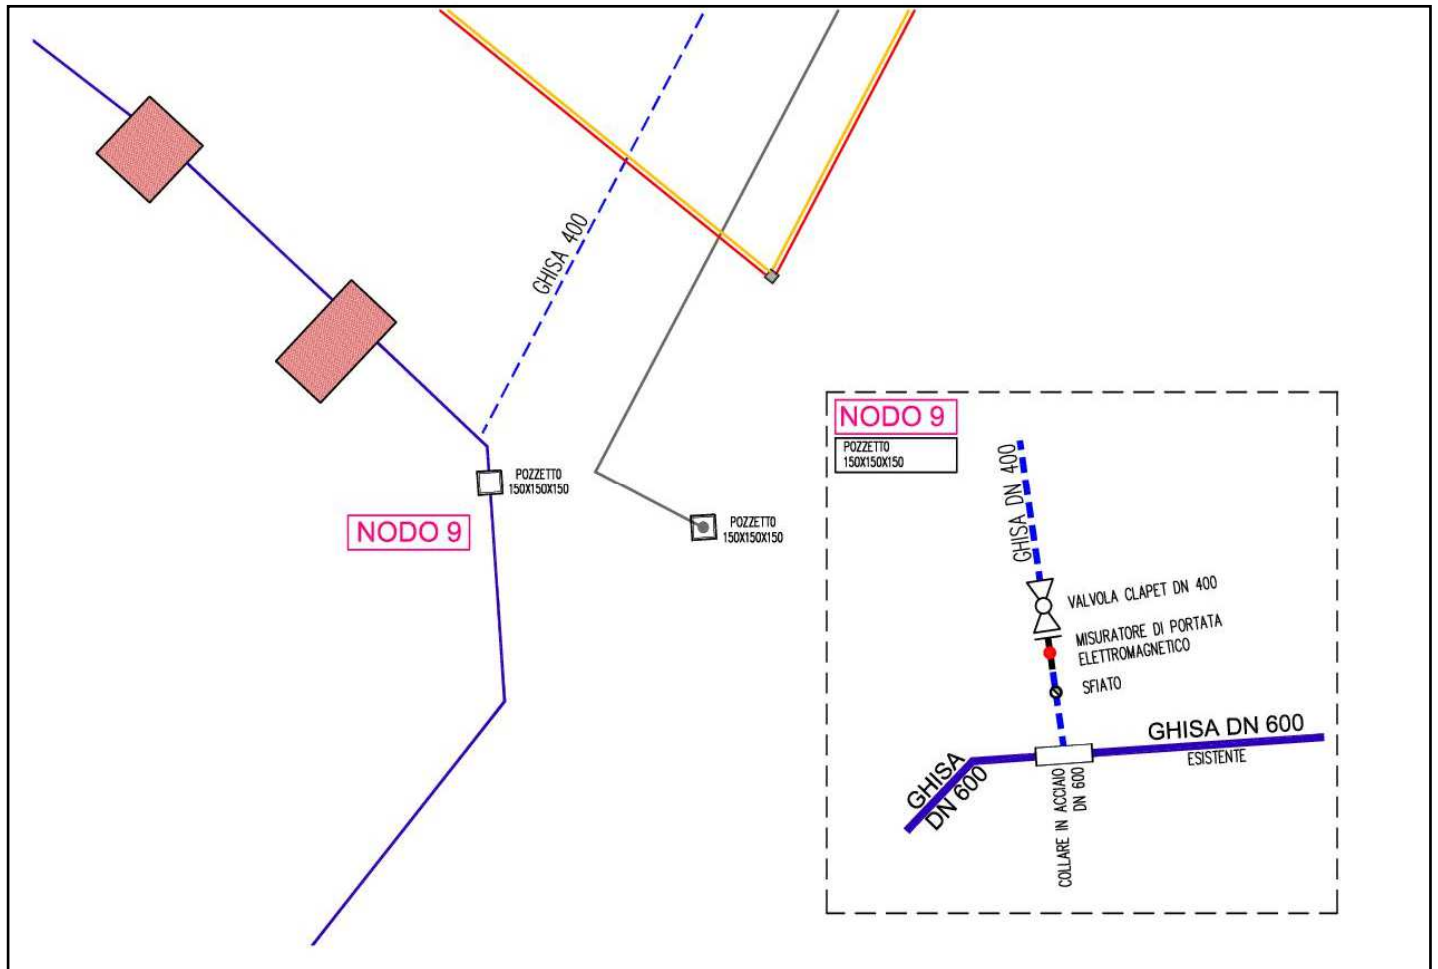 GHISA 400
POZZETTO
150X150X150
NODO 9
POZZETTO
150X150X150
NODO 9
POZZETTO
150X150X150
GHISA DN 400
VALVOLA CLAPET DN 400
MISURATORE DI PORTATA
ELETTROMAGNETICO
SFIATO
GHISA DN 600
ESISTENTE
GHISA
DN 600
COLLARE IN ACCIAIO
DN 600